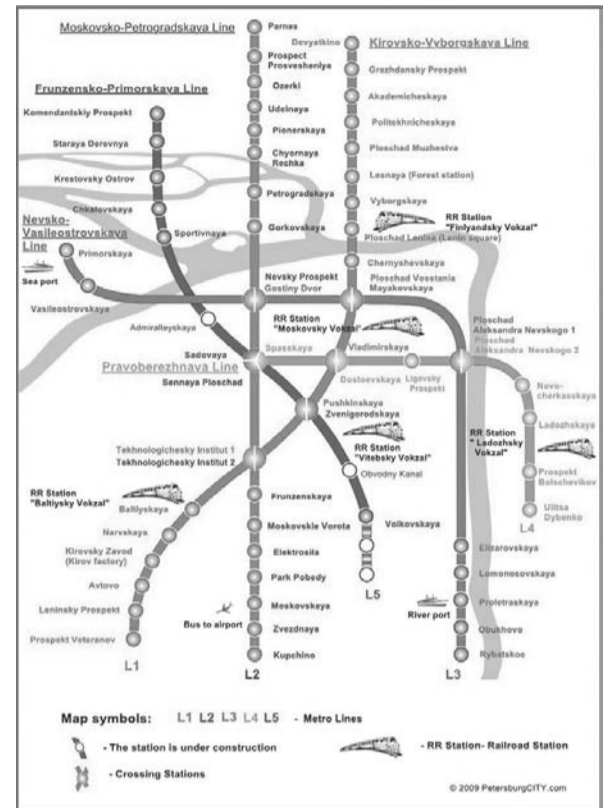 Moskovsko-Petrogradskaya Line
Parnas
Devyatkino
Kirovsko-Vyborgskava Line
Prospect
Prosvesheniya
Grazhdansky Prospekt
Frunzensko-Primorskaya Line
Ozerki
Akademicheskaya
Komendantskiy Prospekt
Udelnaya
Politekhnicheskaya
Pionerskaya
Staraya Derevnya
Chyornaya
Rechka
Ploschad Muzhestva
Krestovsky Ostrov
Lesnaya (Forest station)
Petrogradskaya
Vyborgskaya
Chkalovskaya
RR Station
"Finlyandsky Vokzal"
Nevsko-
Vasileostrovskaya
Line
Sportivnaya
Gorkovskaya
Ploschad Lenina (Lenin square)
Primorskaya
Chernyshevskaya
Sea port
Nevsky Prospekt
Gostiny Dvor
Ploschad Vosstania
Mayakovskaya
Vasileostrovskaya
RR Station
"Moskovsky Vokzal"
Admiralteyskaya
Ploschad
Aleksandra Nevskogo 1
Ploschad
Aleksandra Nevskogo 2
Sadovaya
Spasskaya
Vladimirskaya
Pravoberezhnava Line
Sennaya Ploschad
Dostoevskaya
Ligovsky
Prospekt
Novo-
cherkasskaya
Pushkinskaya
Zvenigorodskaya
Ladozhskaya
RR Station
"Ladozhsky
Vokzal"
Tekhnologichesky Institut 1
Tekhnologichesky Institut 2
RR Station
"Vitebsky Vokzal"
Obvodny Kanal
Prospekt
Bolschevikov
RR Station
"Baltiysky Vokzal"
Baltiyskaya
Frunzenskaya
Ulitsa
Dybenko
L4
Narvskaya
Moskovskie Vorota
Volkovskaya
Kirovsky Zavod
(Kirov factory)
Elektrosila
Elizarovskaya
Avtovo
Park Pobedy
L5
Lomonosovskaya
Leninsky Prospekt
Moskovskaya
Bus to airport
River port
Proletraskaya
Prospekt Veteranov
Zvezdnaya
Obukhovo
Kupchino
Rybatskoe
L1
L2
L3
Map symbols: L1 L2 L3 L4 L5 - Metro Lines
- The station is under construction
- RR Station- Railroad Station
- Crossing Stations
© 2009 PetersburgCITY.com